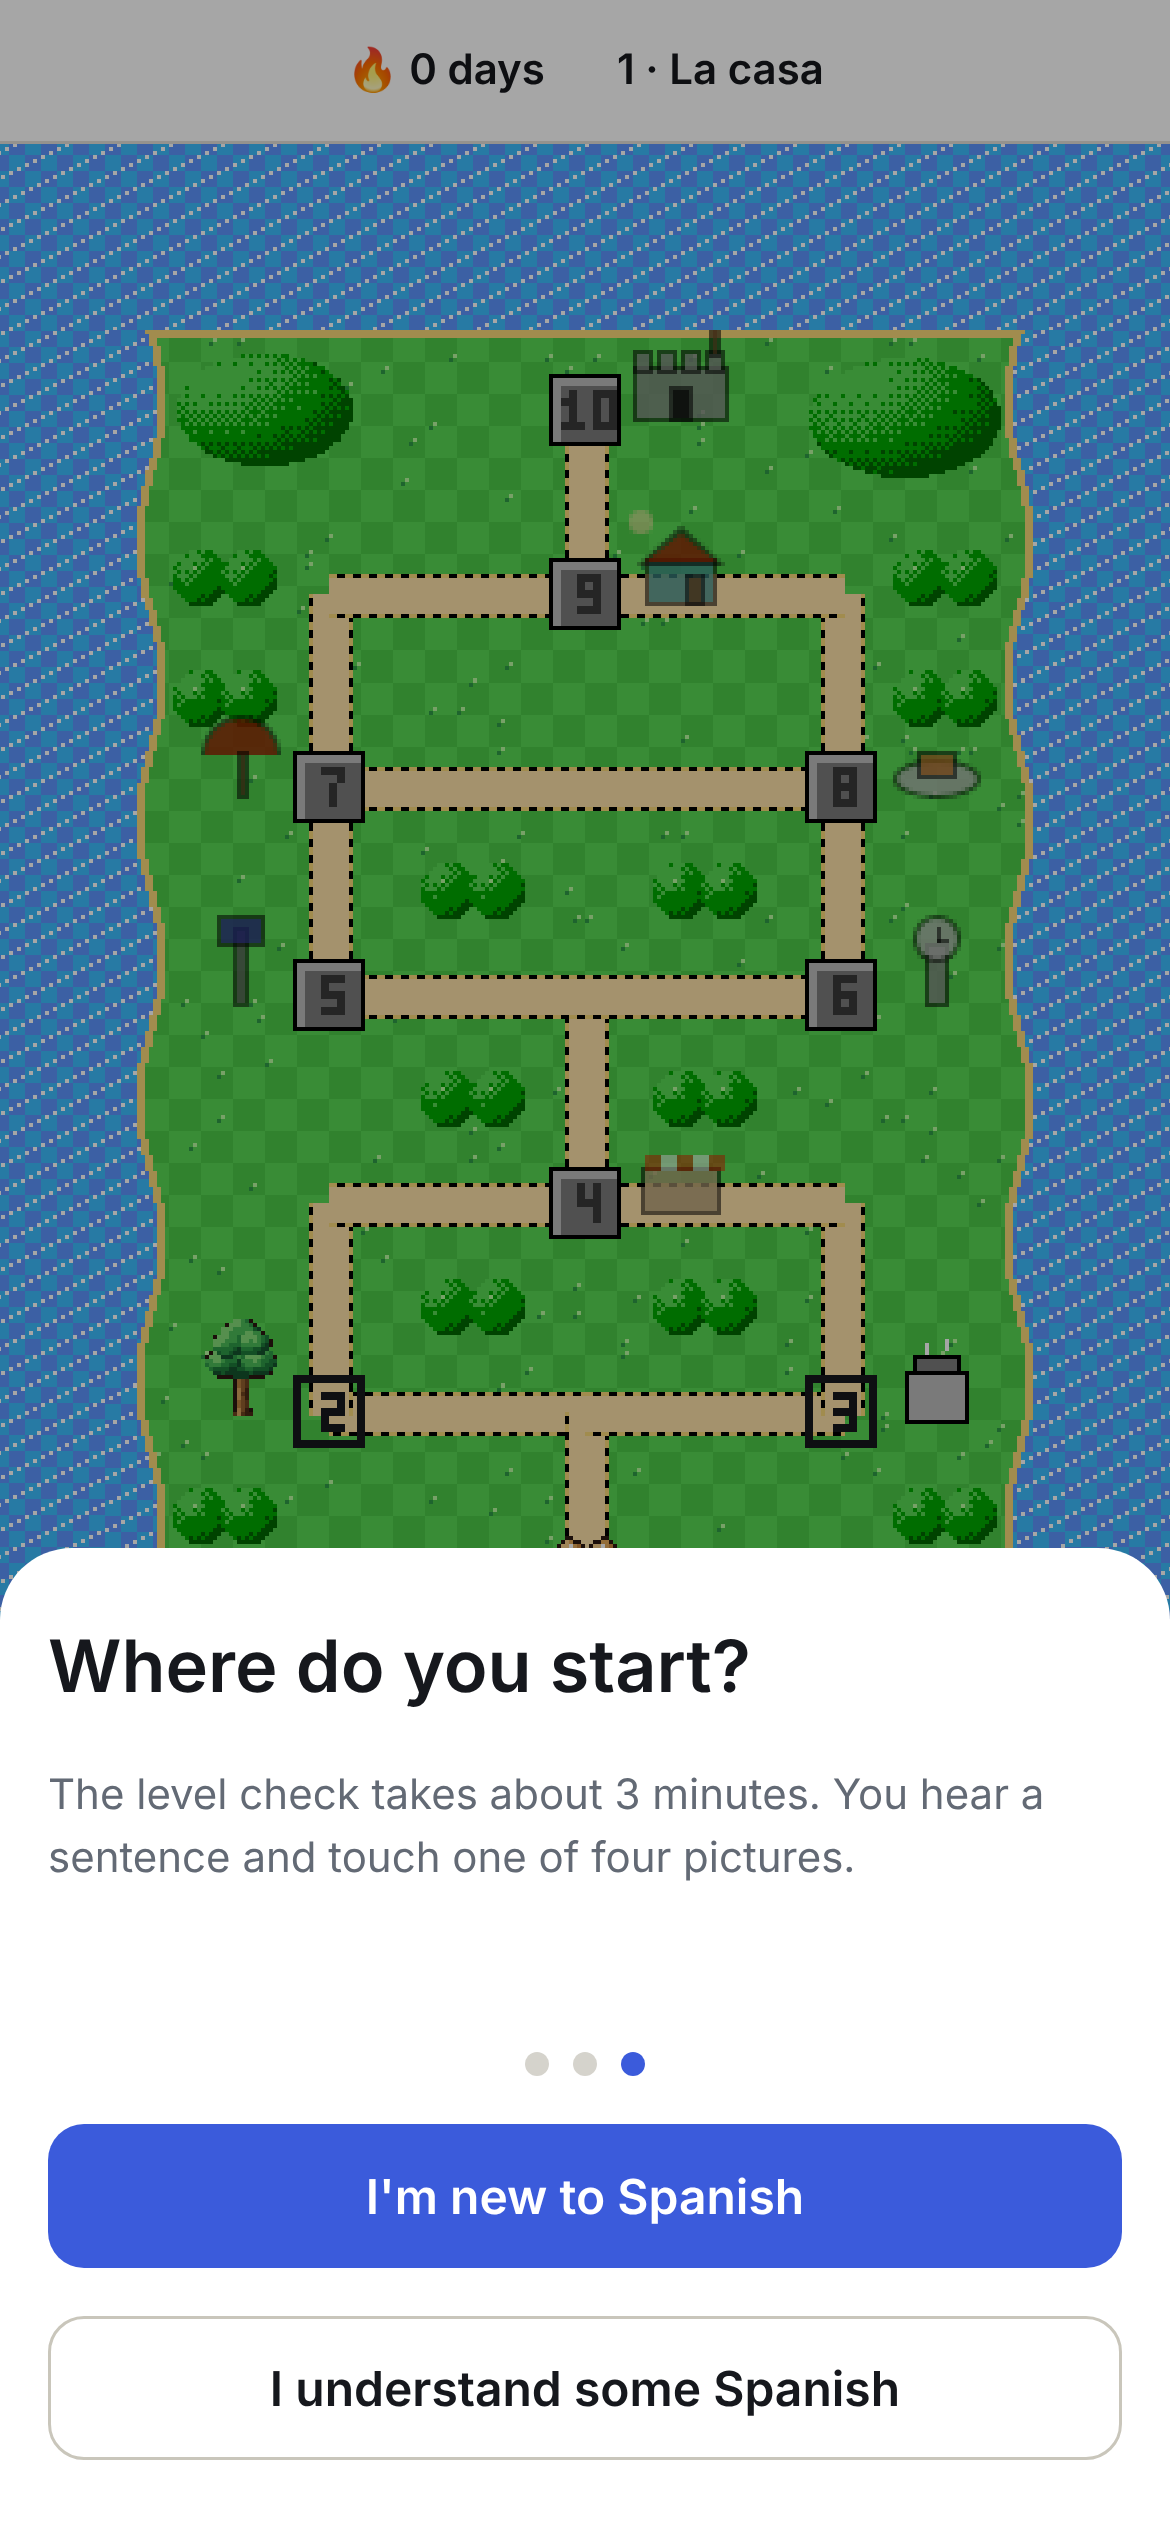 🔥 0 days 1 · La casa
10
9
7 8
5 6
4
2 3
Where do you start?
The level check takes about 3 minutes. You hear a
sentence and touch one of four pictures.
I'm new to Spanish
I understand some Spanish